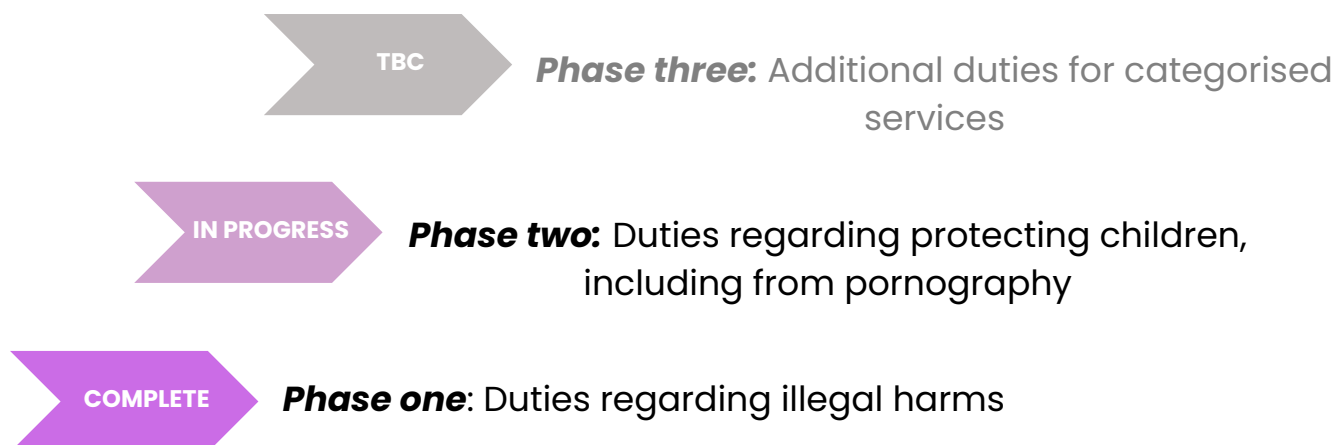 TBC
Phase three: Additional duties for categorised
services
IN PROGRESS
Phase two: Duties regarding protecting children,
including from pornography
COMPLETE
Phase one: Duties regarding illegal harms